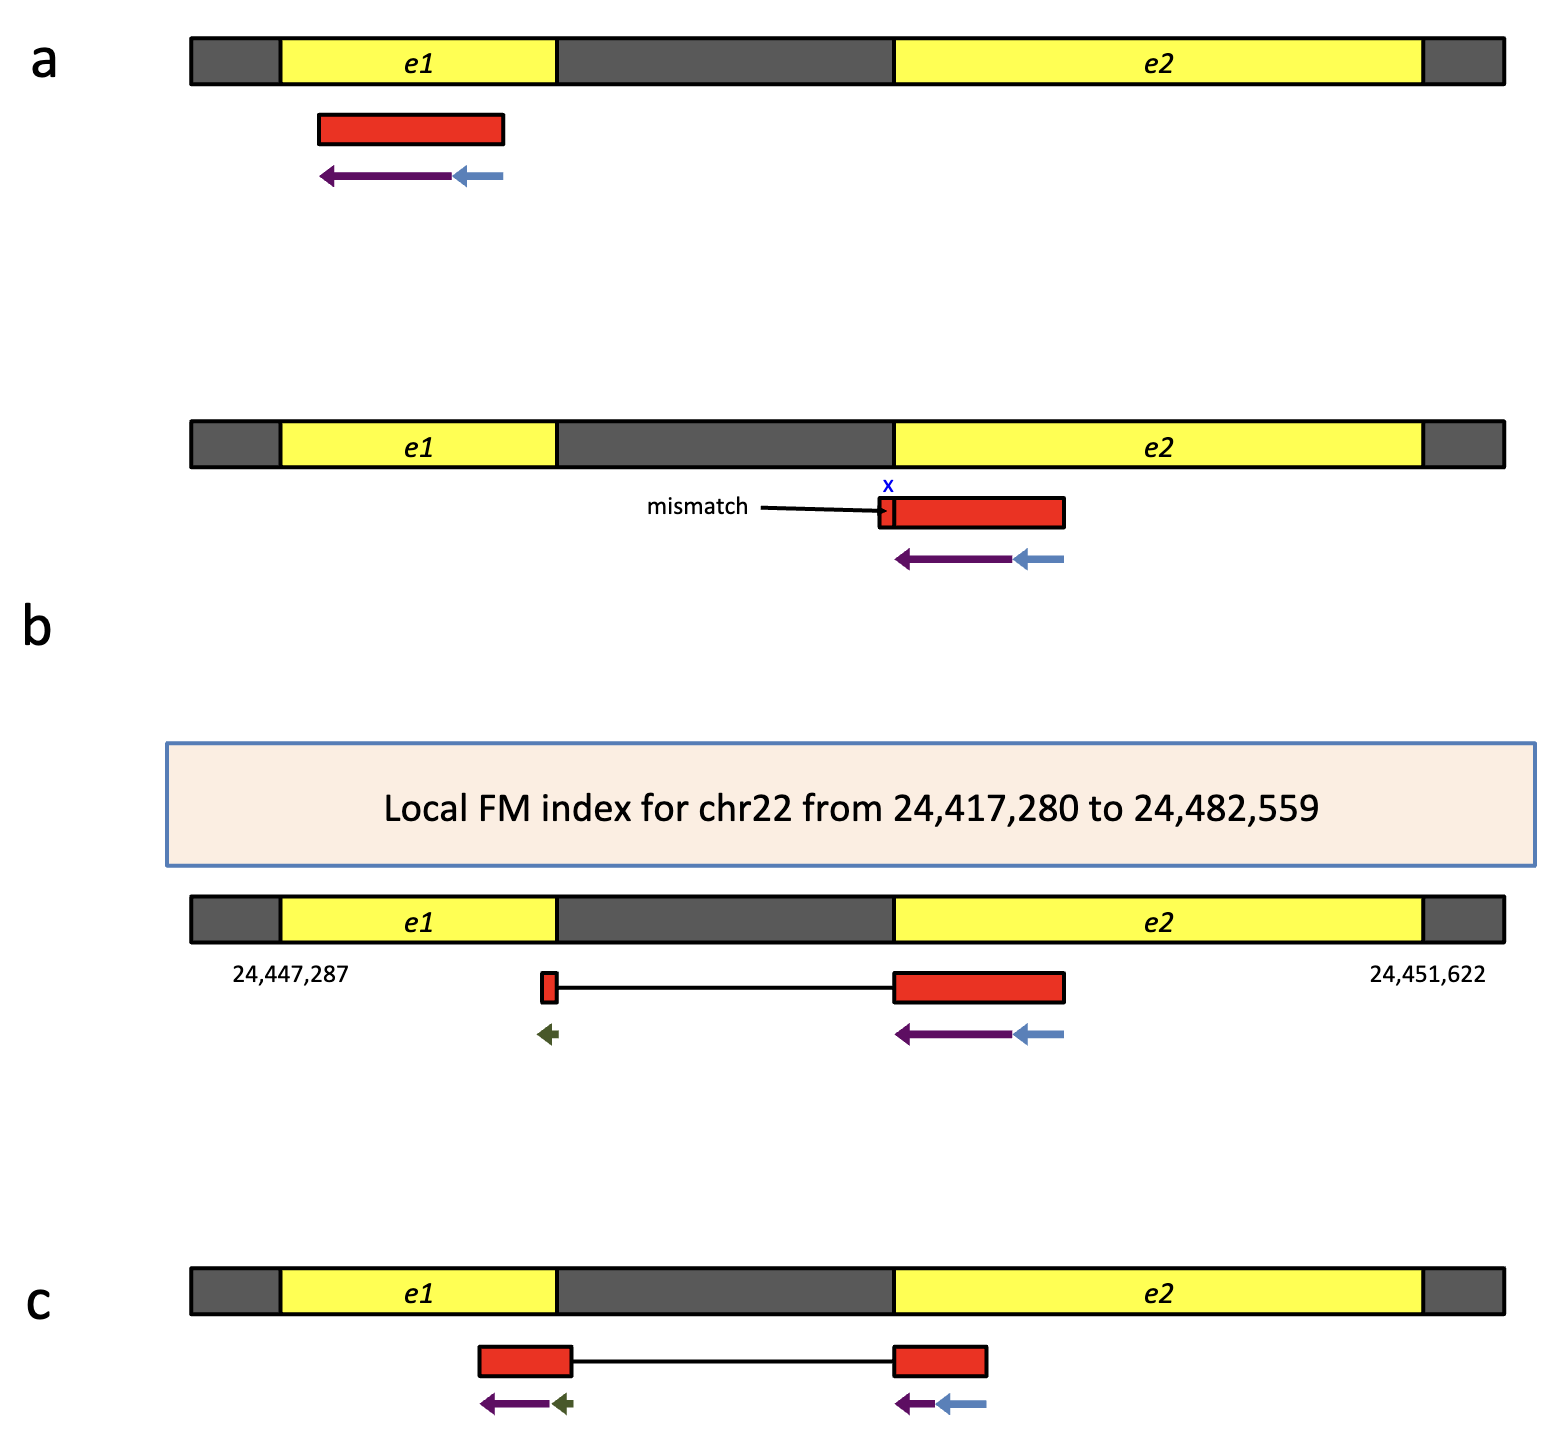 a
e1 e2
e1 e2
x
mismatch
b
Local FM index for chr22 from 24,417,280 to 24,482,559
e1 e2
24,447,287 24,451,622
c
e1 e2